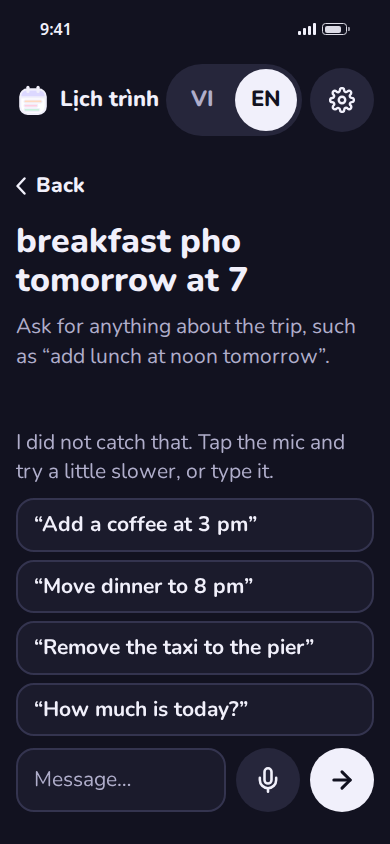 9:41
Lịch trình
VI
EN
Back
breakfast pho
tomorrow at 7
Ask for anything about the trip, such
as “add lunch at noon tomorrow”.
I did not catch that. Tap the mic and
try a little slower, or type it.
“Add a coffee at 3 pm”
“Move dinner to 8 pm”
“Remove the taxi to the pier”
“How much is today?”
Message...